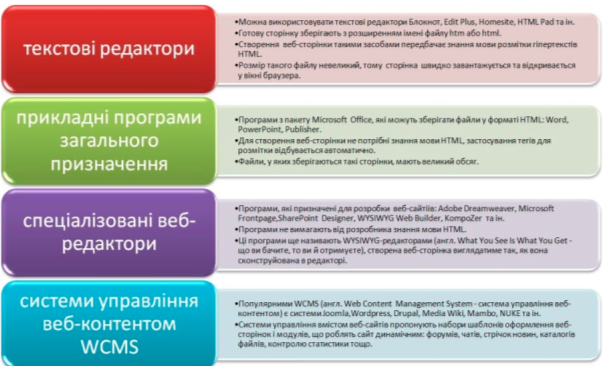 текстові редактори
•Можна використовувати текстові редактори Блокнот, Edit Plus, Homesite, HTML Pad та ін.
•Готову сторінку зберігають з розширенням імені файлу htm або html.
•Створення веб-сторінки такими засобами передбачає знання мови розмітки гіпертекстів
HTML.
•Розмір такого файлу невеликий, тому сторінка швидко завантажується та відкривається
у вікні браузера.
прикладні програми
загального
призначення
•Програми з пакету Microsoft Office, які можуть зберігати файли у форматі HTML: Word,
PowerPoint, Publisher.
•Для створення веб-сторінки не потрібні знання мови HTML, застосування тегів для
розмітки відбувається автоматично.
•Файли, у яких зберігаються такі сторінки, мають великий обсяг.
спеціалізовані веб-
редактори
•Програми, які призначені для розробки веб-сайтів: Adobe Dreamweaver, Microsoft
Frontpage,SharePoint Designer, WYSIWYG Web Builder, KompoZer та ін.
•Програми не вимагають від розробника знання мови HTML.
•Ці програми ще називають WYSIWYG-редакторами (англ. What You See Is What You Get -
що ви бачите, то ви й отримуєте), створена веб-сторінка виглядатиме так, як вона
сконструйована в редакторі.
системи управління
веб-контентом
WCMS
•Популярними WCMS (англ. Web Content Management System - система управління веб-
контентом) є системи Joomla,Wordpress, Drupal, Media Wiki, Mambo, NUKE та ін.
•Системи управління вмістом веб-сайтів пропонують набори шаблонів оформлення веб-
сторінок і модулів, що роблять сайт динамічним: форумів, чатів, стрічок новин, каталогів
файлів, контролю статистики тощо.